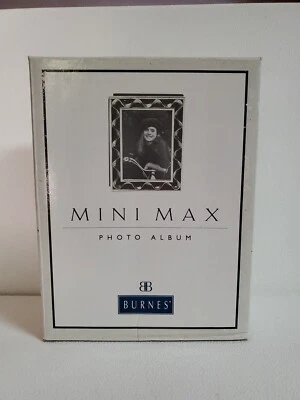 MINI MAX
PHOTO ALBUM
BB
BURNES®